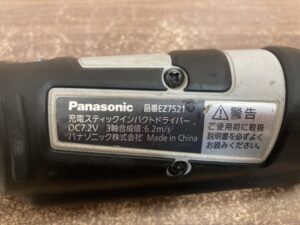 Panasonic 品番EZ7521
充電スティックインパクトドライバー
DC7.2V 3軸合成値:6.2m/s²
パナソニック株式会社 Made in China
警告
ご使用前に取扱
説明書を必ずよく
お読みください。